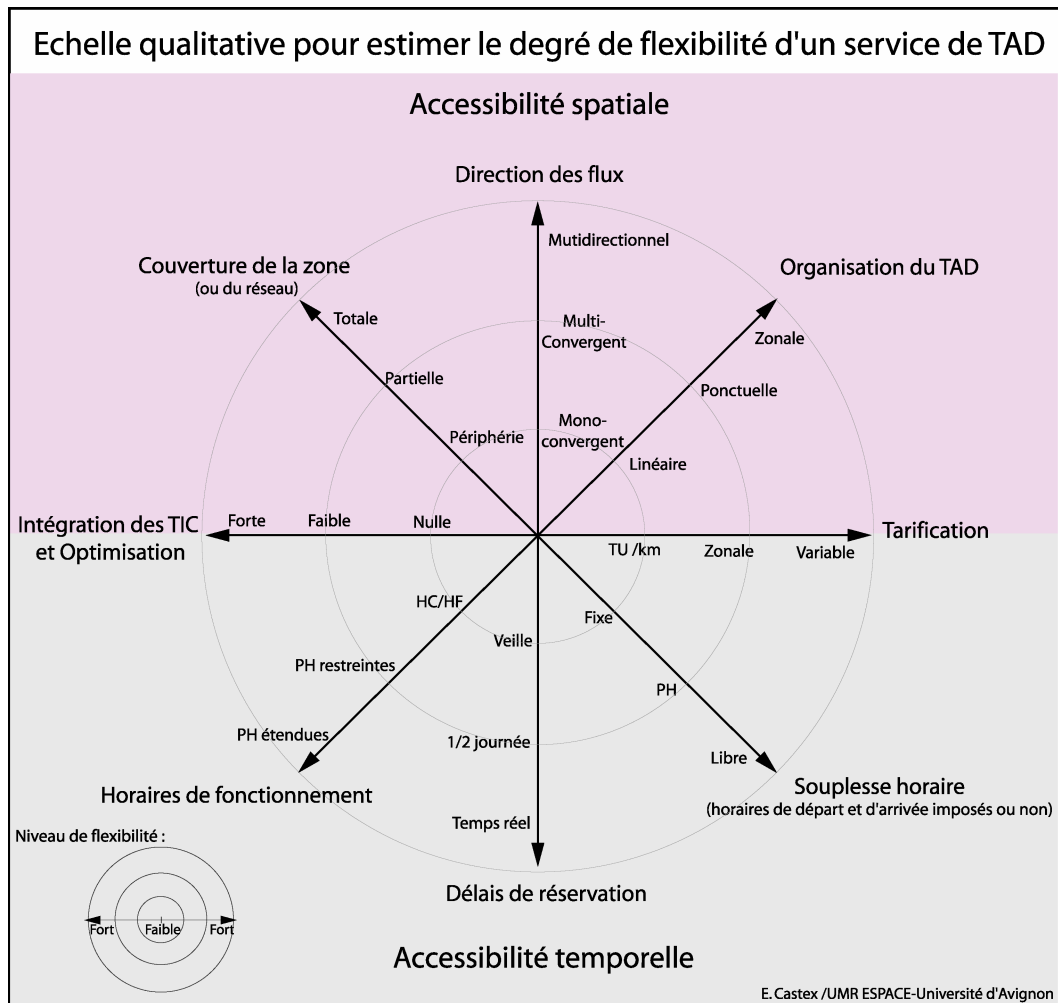 Echelle qualitative pour estimer le degré de flexibilité d'un service de TAD
Accessibilité spatiale
Direction des flux
Mutidirectionnel
Couverture de la zone
(ou du réseau)
Organisation du TAD
Totale
Multi-
Convergent
Zonale
Partielle
Ponctuelle
Périphérie
Mono-
convergent
Linéaire
Intégration des TIC
et Optimisation
Forte
Faible
Nulle
TU /km
Zonale
Variable
Tarification
HC/HF
Fixe
Veille
PH restreintes
PH
PH étendues
1/2 journée
Libre
Horaires de fonctionnement
Souplesse horaire
(horaires de départ et d'arrivée imposés ou non)
Temps réel
Niveau de flexibilité :
Délais de réservation
Fort
Faible
Fort
Accessibilité temporelle
E. Castex /UMR ESPACE-Université d'Avignon